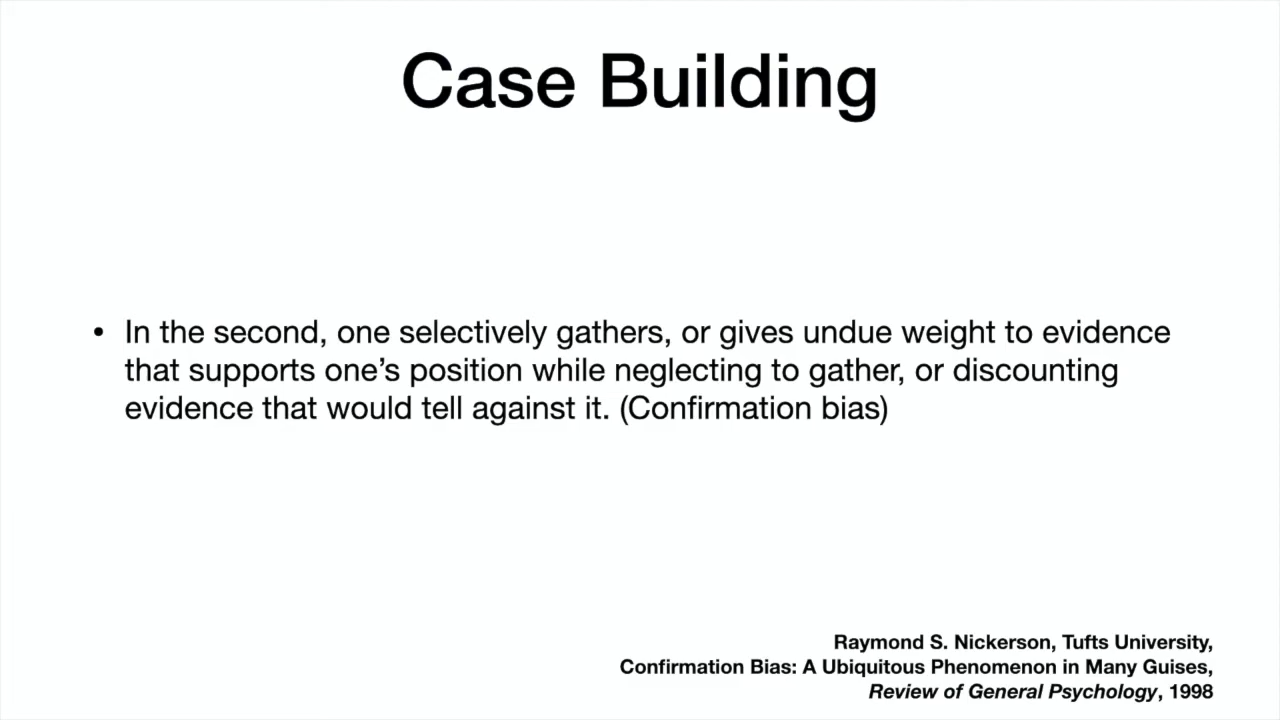 Case Building
• In the second, one selectively gathers, or gives undue weight to evidence
that supports one’s position while neglecting to gather, or discounting
evidence that would tell against it. (Confirmation bias)
Raymond S. Nickerson, Tufts University,
Confirmation Bias: A Ubiquitous Phenomenon in Many Guises,
Review of General Psychology, 1998